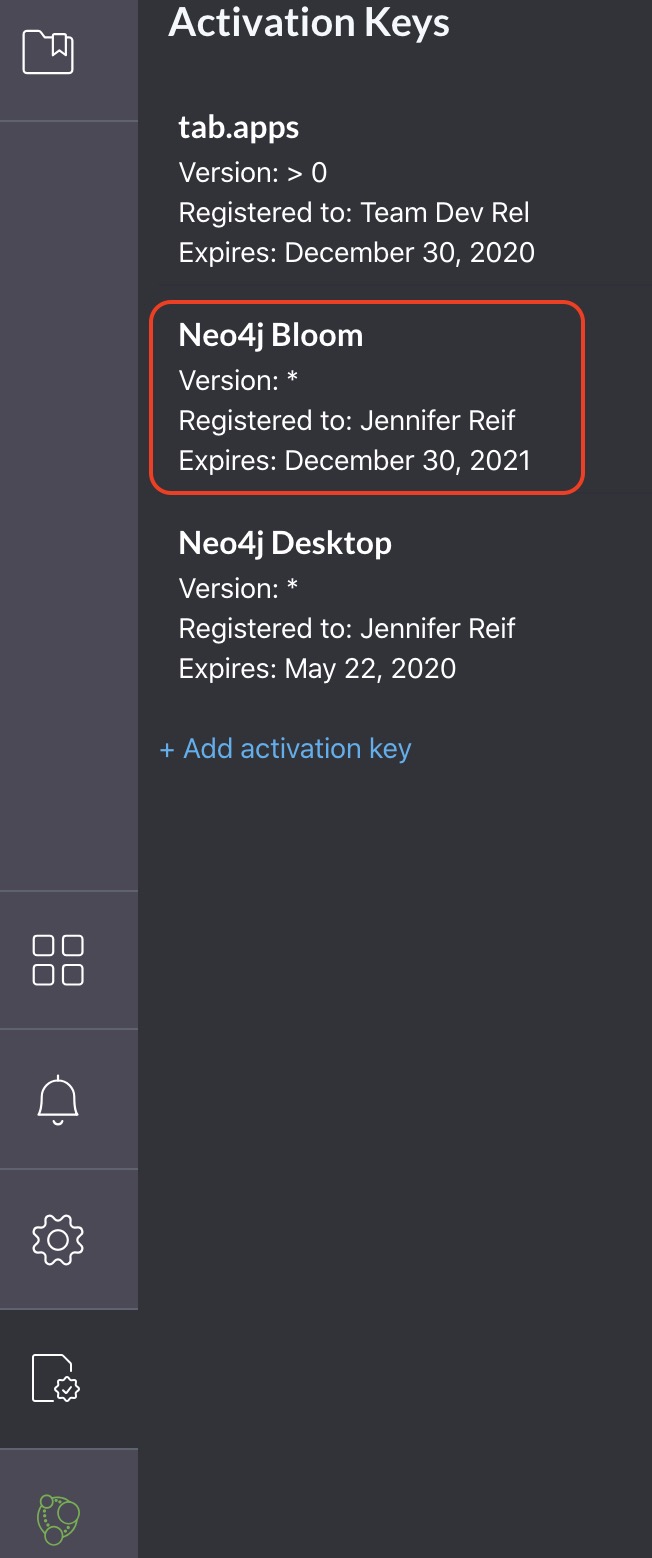 Activation Keys
tab.apps
Version: > 0
Registered to: Team Dev Rel
Expires: December 30, 2020
Neo4j Bloom
Version: *
Registered to: Jennifer Reif
Expires: December 30, 2021
Neo4j Desktop
Version: *
Registered to: Jennifer Reif
Expires: May 22, 2020
+ Add activation key